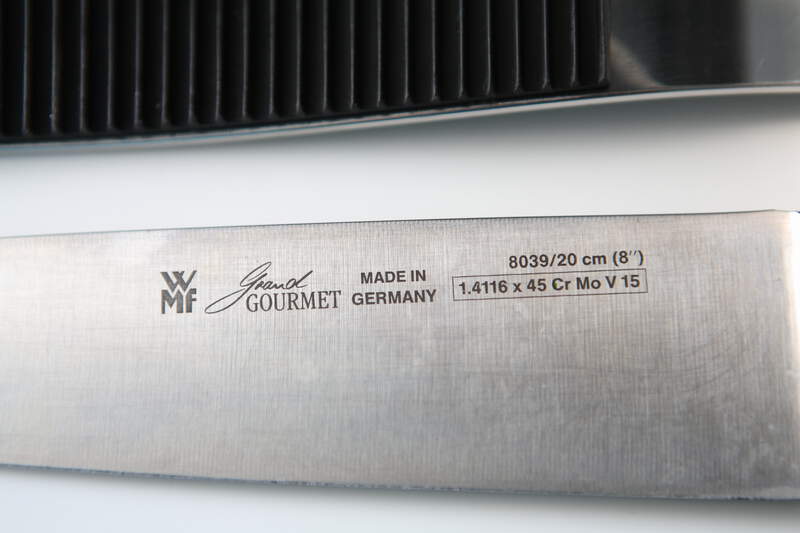 WMF
Grand
GOURMET
MADE IN
GERMANY
8039/20 cm (8′′)
1.4116 x 45 Cr Mo V 15